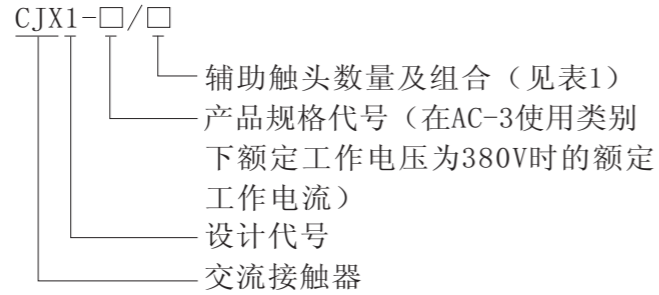 CJX1-□/□
辅助触头数量及组合（见表1）
产品规格代号（在AC-3使用类别
下额定工作电压为380V时的额定
工作电流）
设计代号
交流接触器